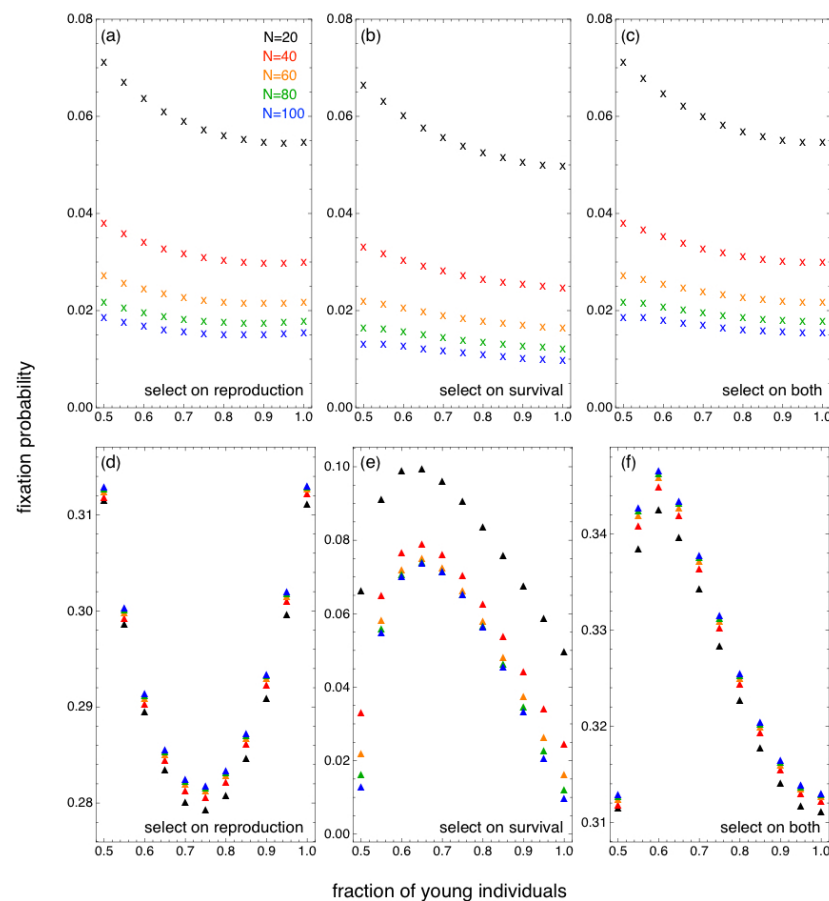 (a)
N=20
N=40
N=60
N=80
N=100
select on reproduction
0.08
0.06
0.04
0.02
0.00
0.5 0.6 0.7 0.8 0.9 1.0
(b)
select on survival
0.08
0.06
0.04
0.02
0.00
0.5 0.6 0.7 0.8 0.9 1.0
(c)
select on both
0.08
0.06
0.04
0.02
0.00
0.5 0.6 0.7 0.8 0.9 1.0
fixation probability
(d)
select on reproduction
0.31
0.30
0.29
0.28
0.5 0.6 0.7 0.8 0.9 1.0
(e)
select on survival
0.10
0.08
0.06
0.04
0.02
0.00
0.5 0.6 0.7 0.8 0.9 1.0
(f)
select on both
0.34
0.33
0.32
0.31
0.5 0.6 0.7 0.8 0.9 1.0
fraction of young individuals